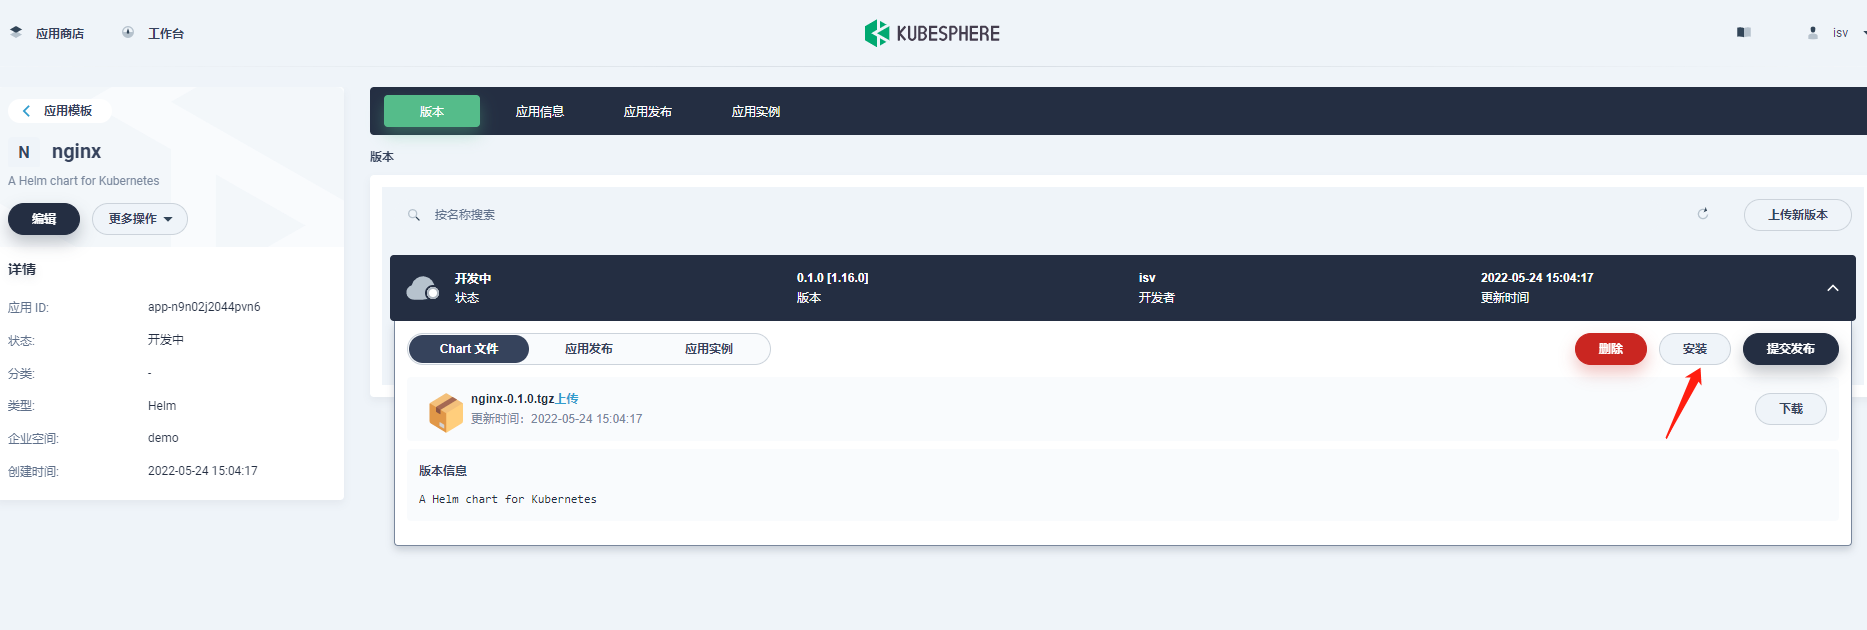 应用商店
工作台
KUBESPHERE
isv
应用模板
N
nginx
A Helm chart for Kubernetes
编辑
更多操作
详情
应用 ID:
app-n9n02j2044pvn6
状态:
开发中
分类:
-
类型:
Helm
企业空间:
demo
创建时间:
2022-05-24 15:04:17
版本
应用信息
应用发布
应用实例
版本
按名称搜索
上传新版本
开发中
状态
0.1.0 [1.16.0]
版本
isv
开发者
2022-05-24 15:04:17
更新时间
Chart 文件
应用发布
应用实例
删除
安装
提交发布
nginx-0.1.0.tgz上传
更新时间：2022-05-24 15:04:17
下载
版本信息
A Helm chart for Kubernetes